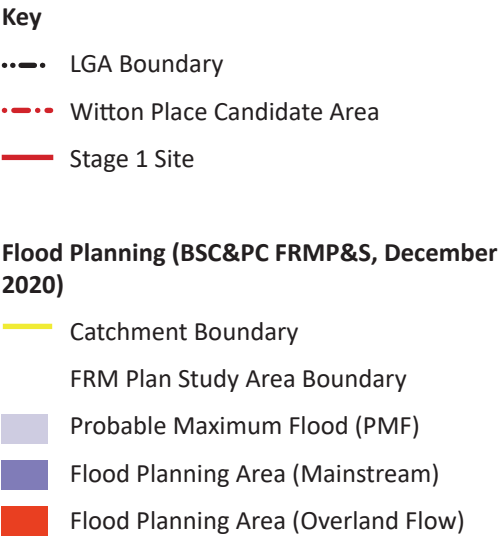 Key
LGA Boundary
Witton Place Candidate Area
Stage 1 Site
Flood Planning (BSC&PC FRMP&S, December
2020)
Catchment Boundary
FRM Plan Study Area Boundary
Probable Maximum Flood (PMF)
Flood Planning Area (Mainstream)
Flood Planning Area (Overland Flow)